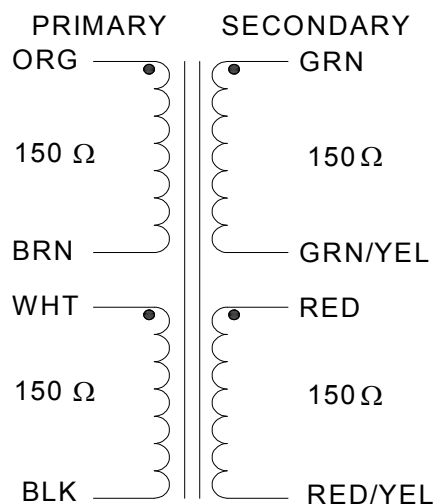 PRIMARY SECONDARY
ORG GRN
150 Ω 150Ω
BRN GRN/YEL
WHT RED
150 Ω 150Ω
BLK RED/YEL